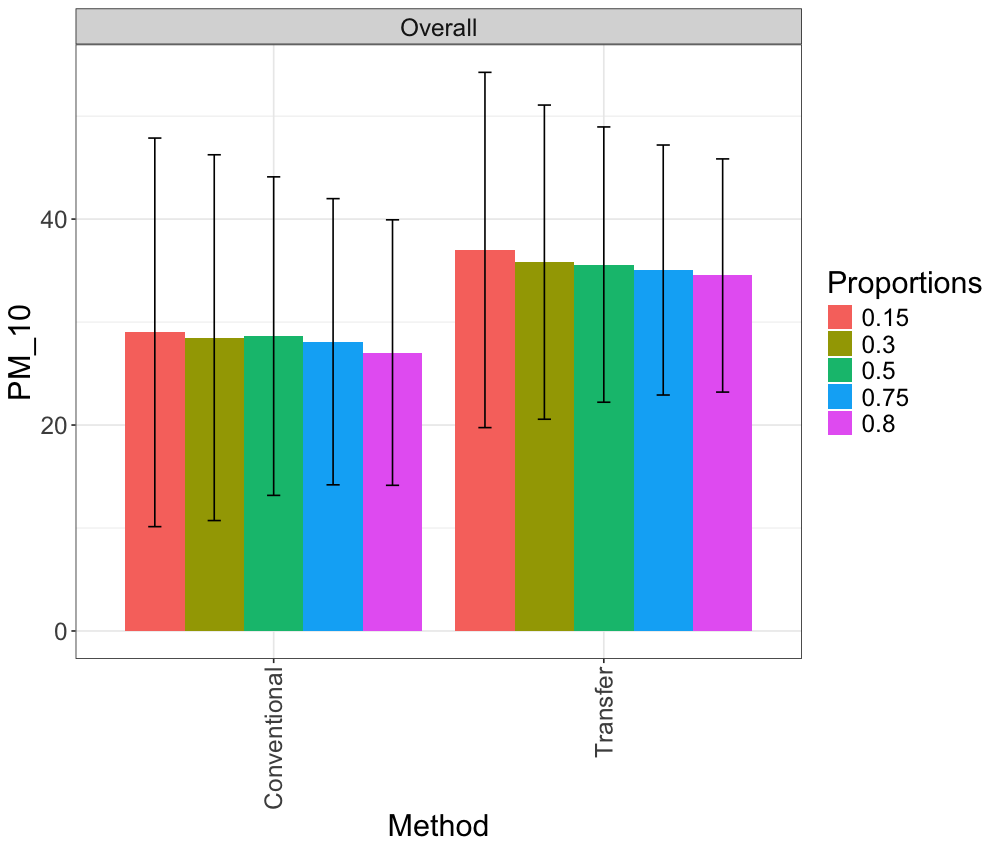 Overall
PM_10
40
20
0
Conventional
Transfer
Method
Proportions
0.15
0.3
0.5
0.75
0.8